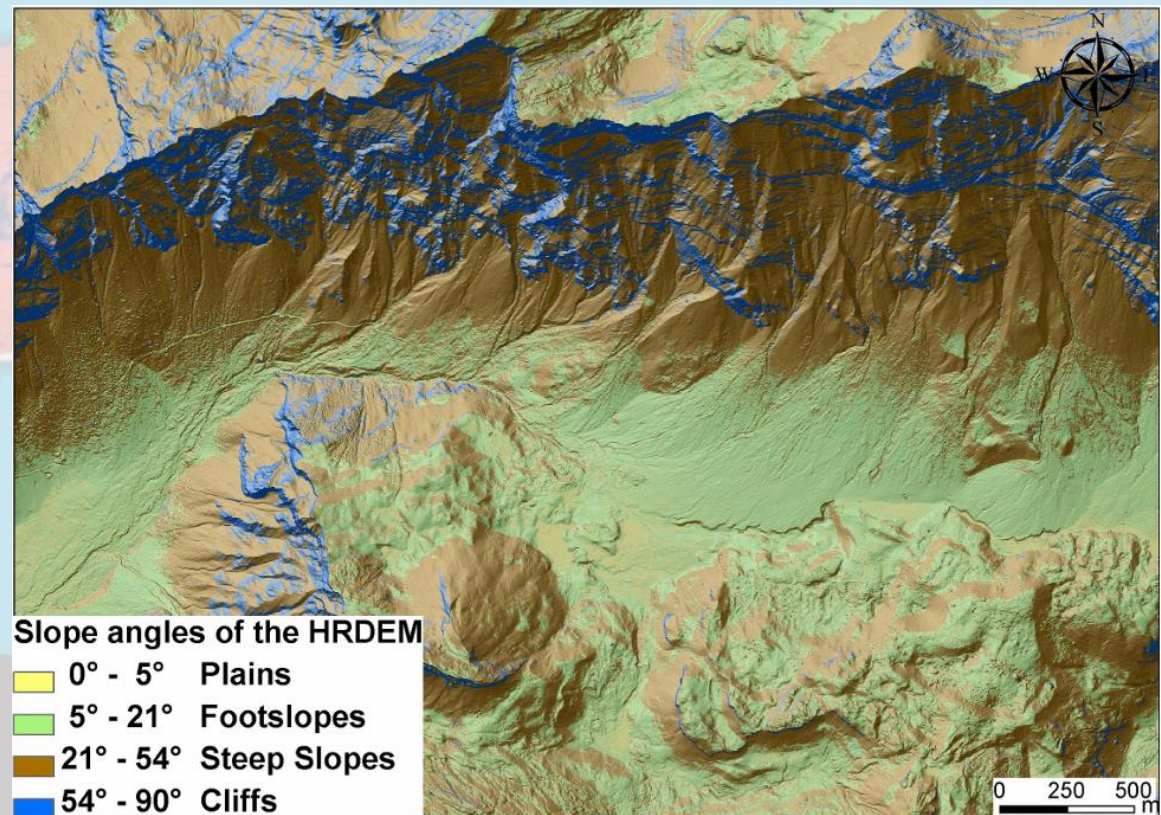 N
W E
S
Slope angles of the HRDEM
0° - 5° Plains
5° - 21° Footslopes
21° - 54° Steep Slopes
54° - 90° Cliffs
0 250 500
m